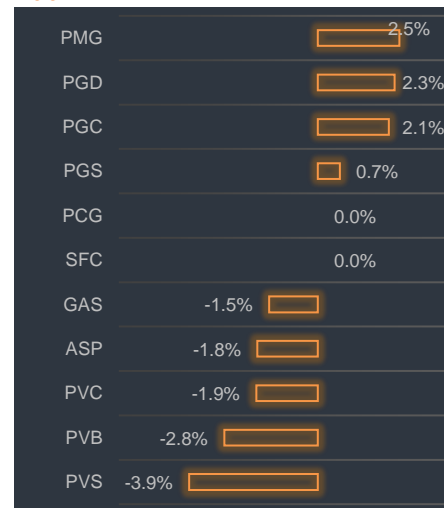 PMG 2.5%
PGD 2.3%
PGC 2.1%
PGS 0.7%
PCG 0.0%
SFC 0.0%
GAS -1.5%
ASP -1.8%
PVC -1.9%
PVB -2.8%
PVS -3.9%